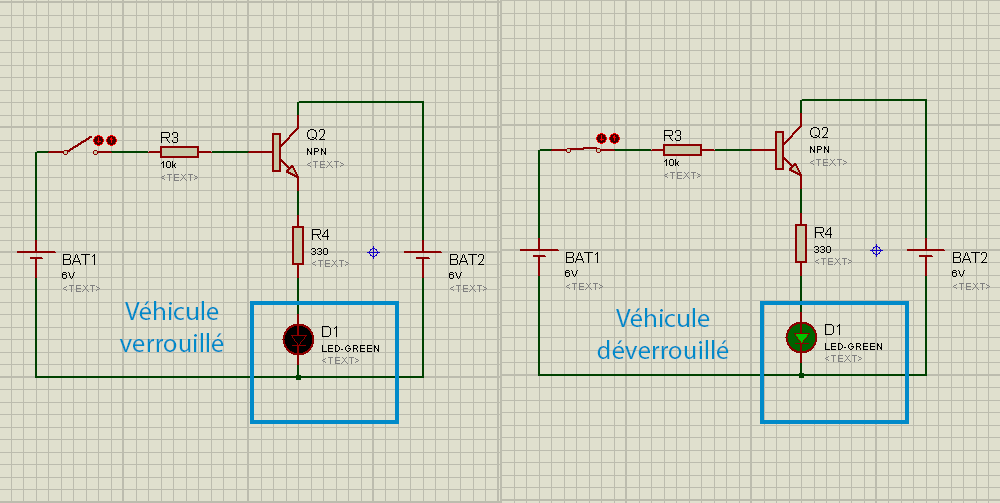 Q2
NPN
<TEXT>
R3
10k
<TEXT>
R4
330
<TEXT>
BAT1
6V
<TEXT>
BAT2
6V
<TEXT>
Véhicule
verrouillé
D1
LED-GREEN
<TEXT>
Q2
NPN
<TEXT>
R3
10k
<TEXT>
R4
330
<TEXT>
BAT1
6V
<TEXT>
BAT2
6V
<TEXT>
Véhicule
déverrouillé
D1
LED-GREEN
<TEXT>